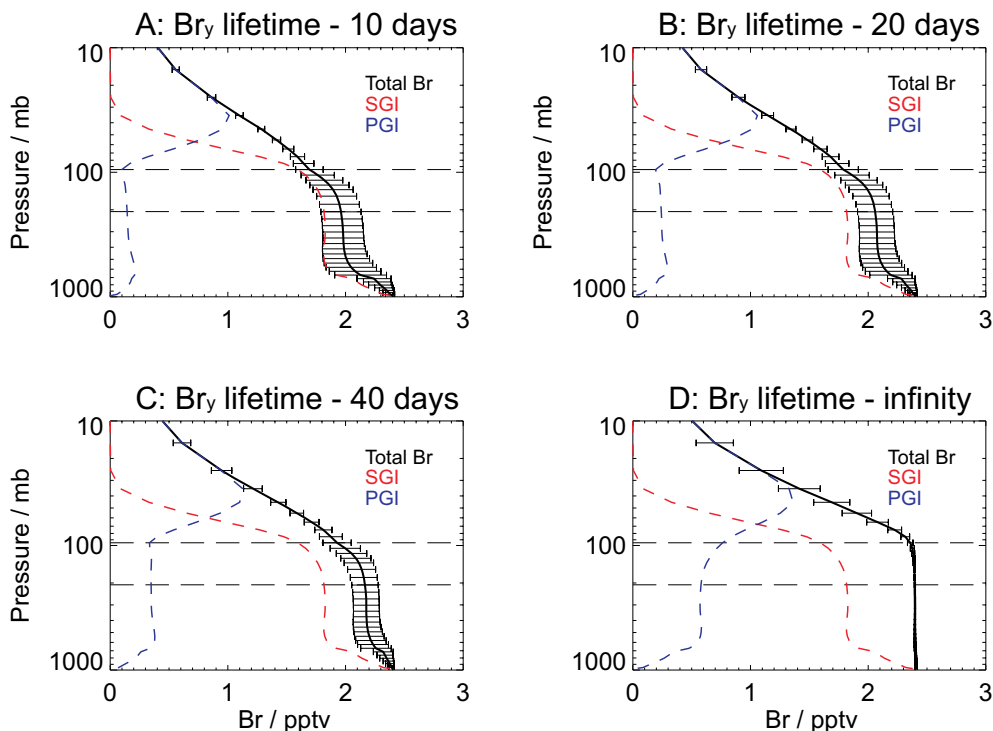 A: Bry lifetime - 10 days
10
100
1000
Pressure / mb
Total Br
SGI
PGI
0 1 2 3
B: Bry lifetime - 20 days
10
100
1000
Pressure / mb
Total Br
SGI
PGI
0 1 2 3
C: Bry lifetime - 40 days
10
100
1000
Pressure / mb
Total Br
SGI
PGI
0 1 2 3
Br / pptv
D: Bry lifetime - infinity
10
100
1000
Pressure / mb
Total Br
SGI
PGI
0 1 2 3
Br / pptv